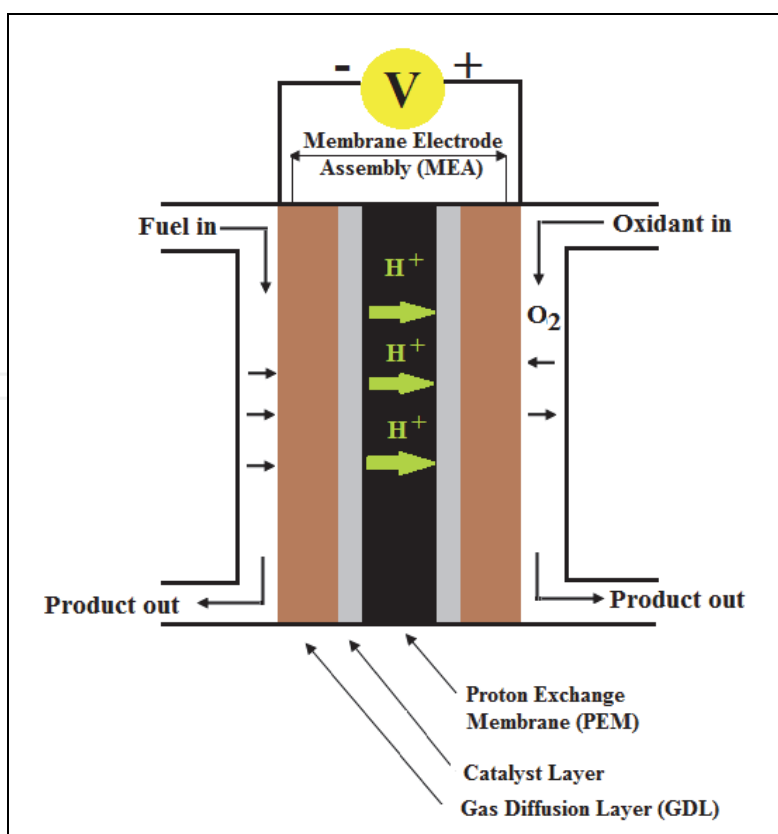 - V +
Membrane Electrode
Assembly (MEA)
Fuel in
Oxidant in
H+
O2
H+
H+
Product out
Product out
Proton Exchange
Membrane (PEM)
Catalyst Layer
Gas Diffusion Layer (GDL)